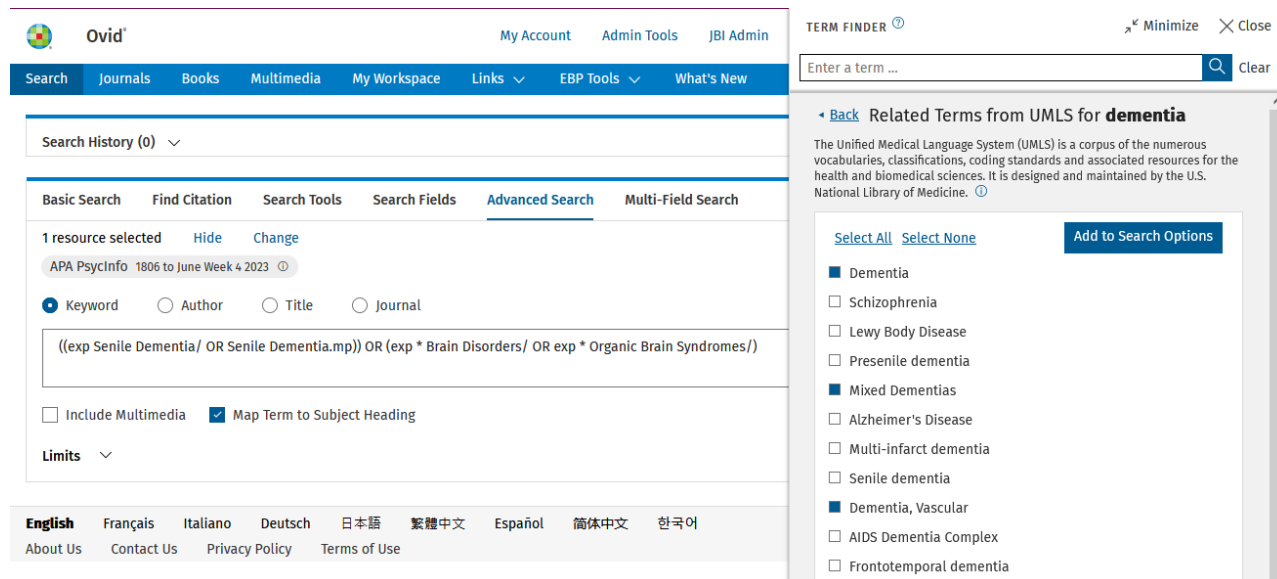 Ovid®
My Account Admin Tools JBI Admin
Search Journals Books Multimedia My Workspace Links EBP Tools What's New
Search History (0)
Basic Search Find Citation Search Tools Search Fields Advanced Search Multi-Field Search
1 resource selected Hide Change
APA PsycInfo 1806 to June Week 4 2023
Keyword Author Title Journal
((exp Senile Dementia/ OR Senile Dementia.mp)) OR (exp * Brain Disorders/ OR exp * Organic Brain Syndromes/)
Include Multimedia Map Term to Subject Heading
Limits
English Français Italiano Deutsch 日本語 繁體中文 Español 简体中文 한국어
About Us Contact Us Privacy Policy Terms of Use
TERM FINDER Minimize Close
Enter a term ... Clear
Back Related Terms from UMLS for dementia
The Unified Medical Language System (UMLS) is a corpus of the numerous
vocabularies, classifications, coding standards and associated resources for the
health and biomedical sciences. It is designed and maintained by the U.S.
National Library of Medicine.
Select All Select None Add to Search Options
Dementia
Schizophrenia
Lewy Body Disease
Presenile dementia
Mixed Dementias
Alzheimer's Disease
Multi-infarct dementia
Senile dementia
Dementia, Vascular
AIDS Dementia Complex
Frontotemporal dementia